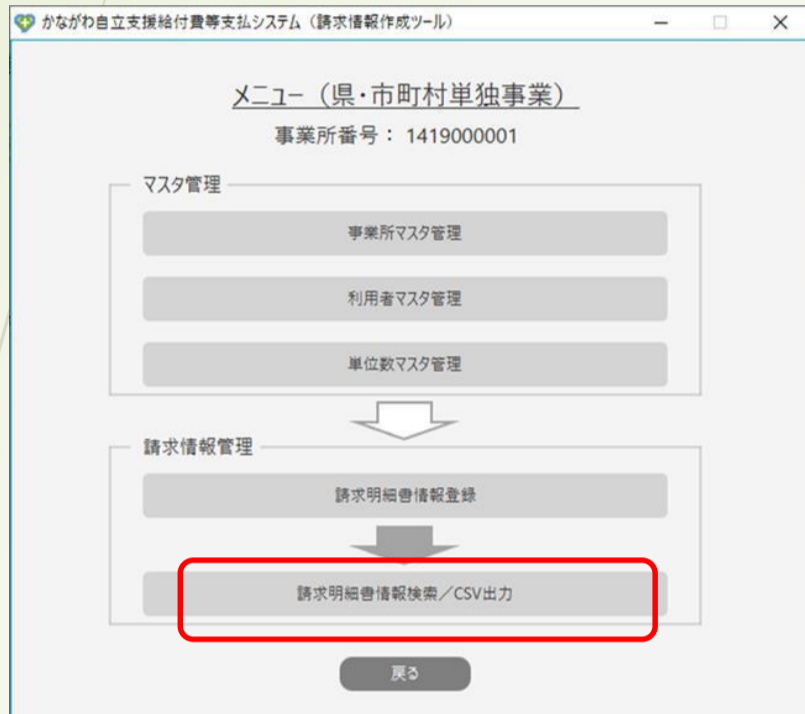 かながわ自立支援給付費等支払システム（請求情報作成ツール）
メニュー（県・市町村単独事業）
事業所番号： 1419000001
マスタ管理
事業所マスタ管理
利用者マスタ管理
単位数マスタ管理
請求情報管理
請求明細書情報登録
請求明細書情報検索／CSV出力
戻る